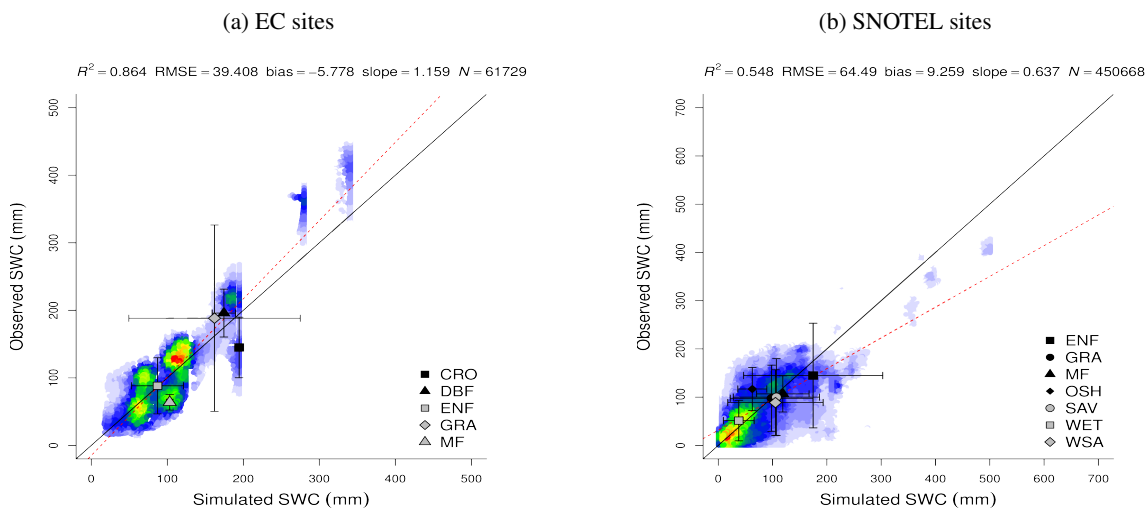 (a) EC sites
R² = 0.864 RMSE = 39.408 bias = −5.778 slope = 1.159 N = 61729
Observed SWC (mm)
500
400
300
200
100
0
CRO
DBF
ENF
GRA
MF
0 100 200 300 400 500
Simulated SWC (mm)
(b) SNOTEL sites
R² = 0.548 RMSE = 64.49 bias = 9.259 slope = 0.637 N = 450668
Observed SWC (mm)
700
600
500
400
300
200
100
0
ENF
GRA
MF
OSH
SAV
WET
WSA
0 100 200 300 400 500 600 700
Simulated SWC (mm)